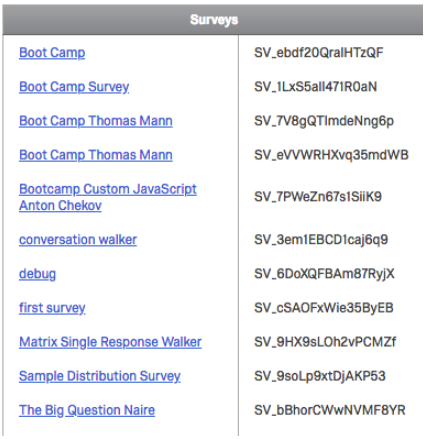 Surveys
Boot Camp SV_ebdf20QralHTzQF
Boot Camp Survey SV_1LxS5all471R0aN
Boot Camp Thomas Mann SV_7V8gQTlmdeNng6p
Boot Camp Thomas Mann SV_eVVWRHXvq35mdWB
Bootcamp Custom JavaScript
Anton Chekov SV_7PWeZn67s1SiiK9
conversation walker SV_3em1EBCD1caj6q9
debug SV_6DoXQFBAm87RyjX
first survey SV_cSAOFxWie35ByEB
Matrix Single Response Walker SV_9HX9sLOh2vPCMZf
Sample Distribution Survey SV_9soLp9xtDjAKP53
The Big Question Naire SV_bBhorCWwNVMF8YR